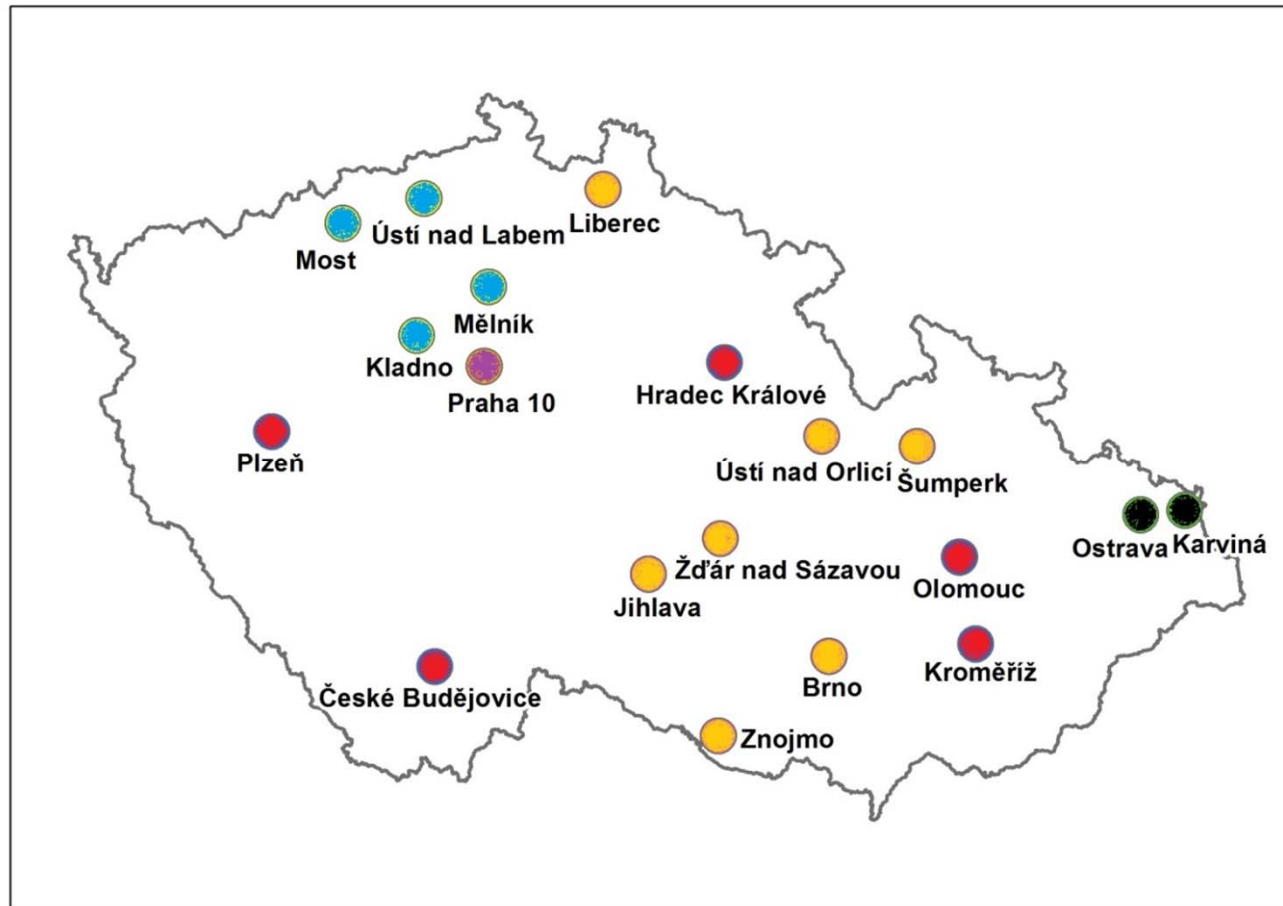 Liberec
Ústí nad Labem
Most
Mělník
Kladno
Praha 10
Hradec Králové
Plzeň
Ústí nad Orlicí
Šumperk
Ostrava
Karviná
Žďár nad Sázavou
Olomouc
Jihlava
Kroměříž
Brno
České Budějovice
Znojmo